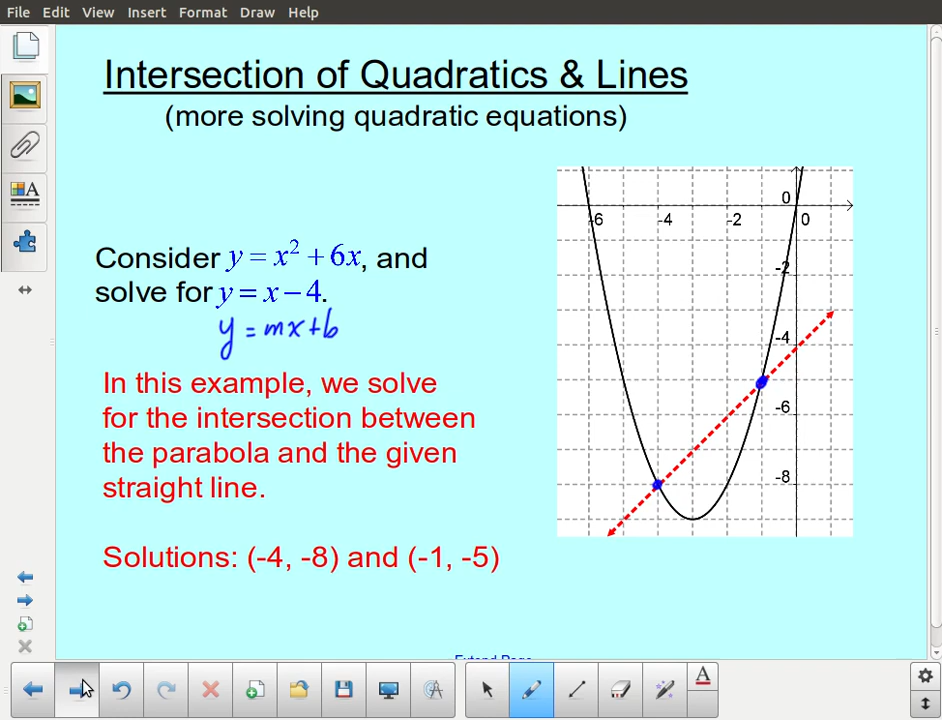 File Edit View Insert Format Draw Help
Intersection of Quadratics & Lines
(more solving quadratic equations)
Consider y = x² + 6x, and
solve for y = x – 4.
y = mx+b
In this example, we solve
for the intersection between
the parabola and the given
straight line.
Solutions: (-4, -8) and (-1, -5)
0
-6 -4 -2 0
-2
-4
-6
-8
Extend Page
A
A